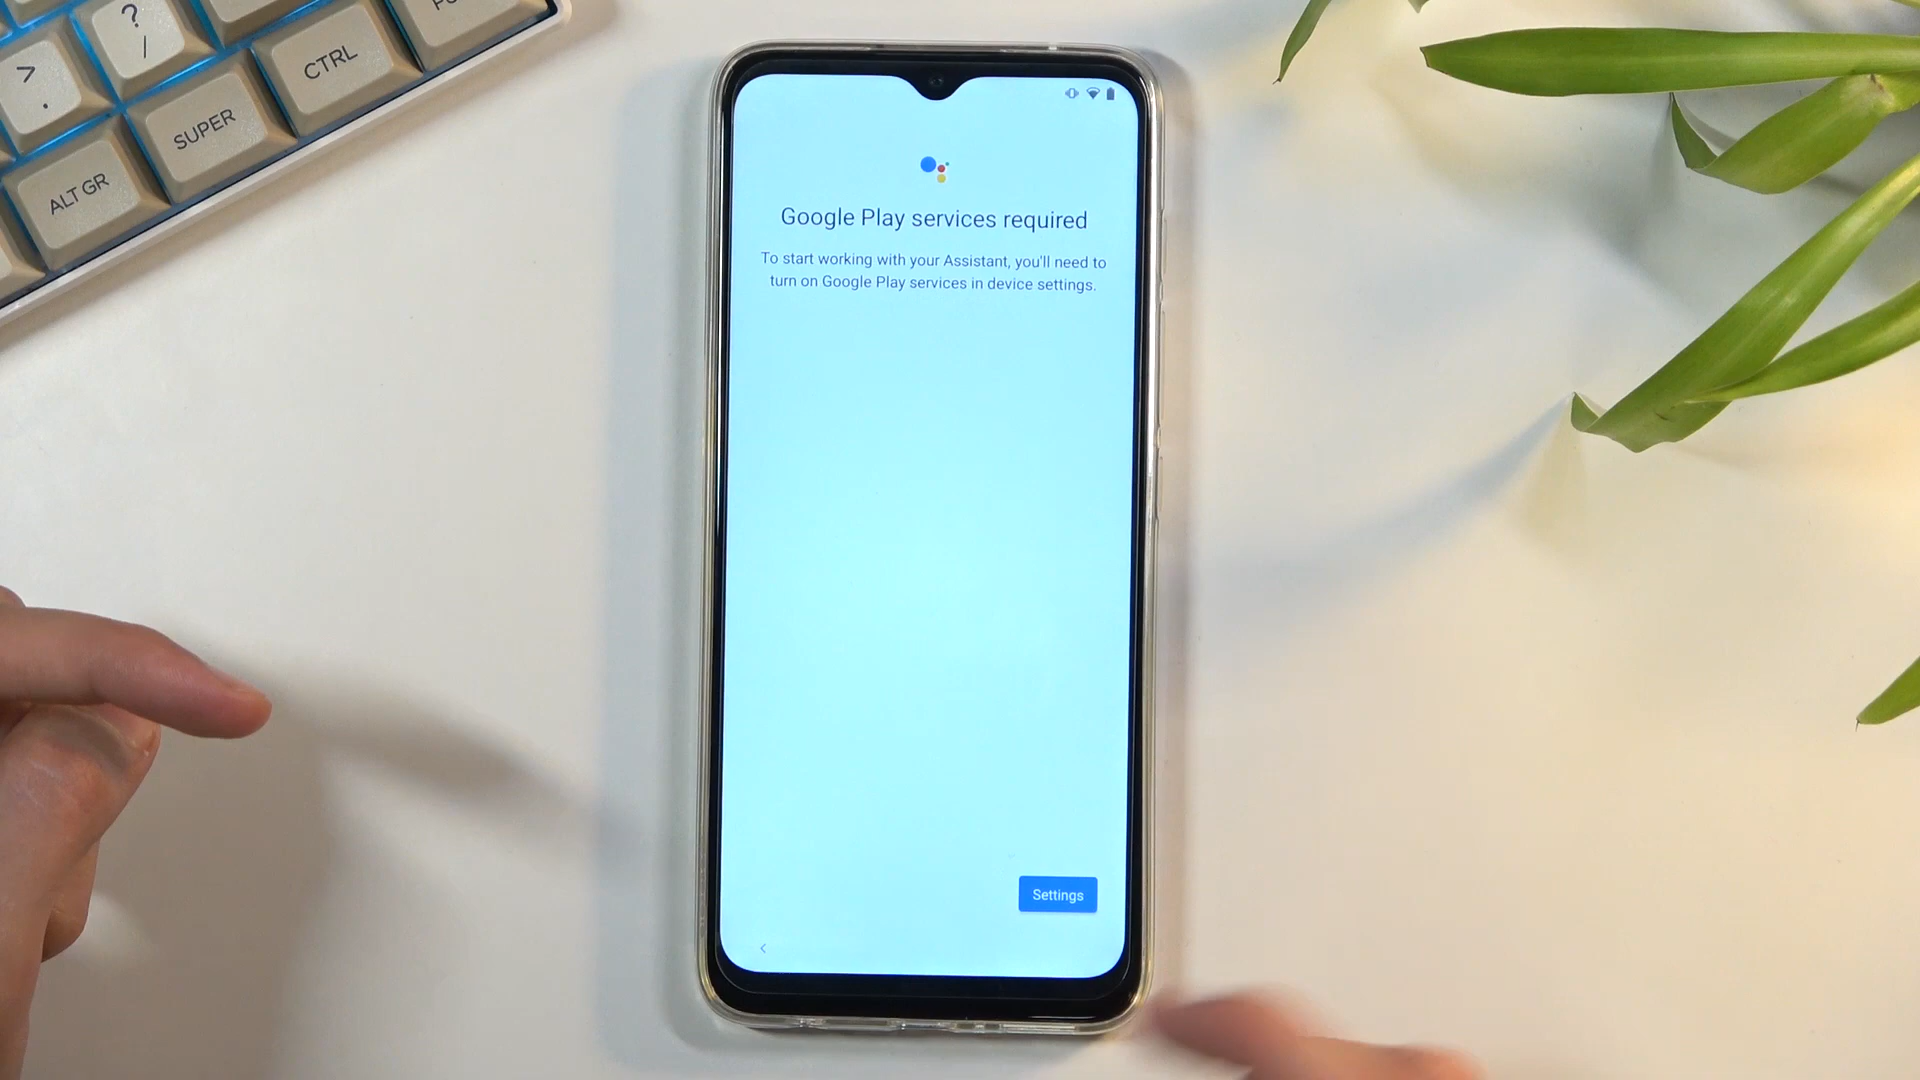 ?
/
>
.
CTRL
SUPER
ALT GR
Google Play services required
To start working with your Assistant, you'll need to
turn on Google Play services in device settings.
Settings